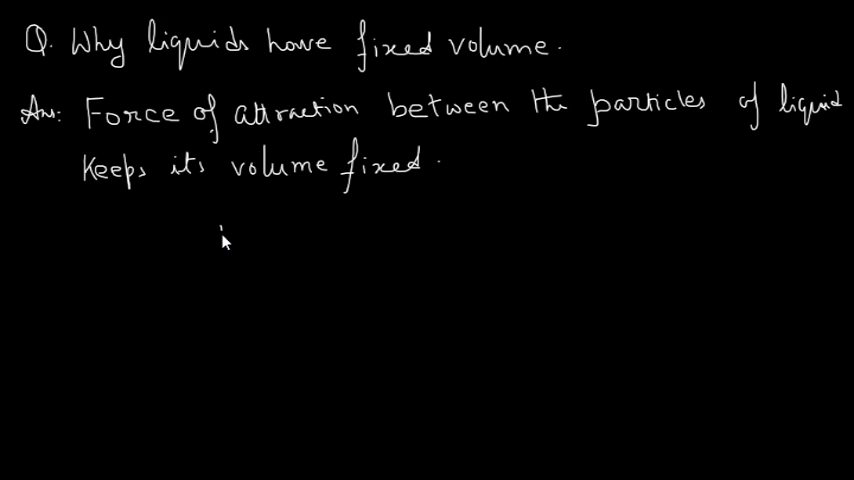 Q. Why liquids have fixed volume.
Ans: Force of attraction between the particles of liquid
keeps its volume fixed.